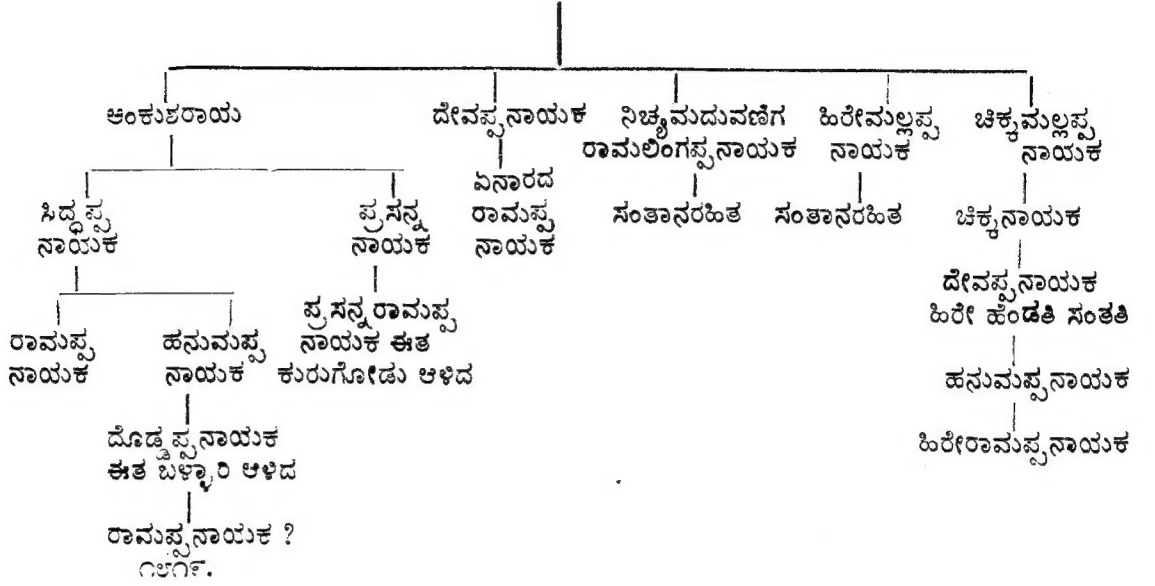 ಅಂಕುಶರಾಯ
ದೇವಪ್ಪನಾಯಕ
ನಿಚ್ಯಮದುವಣಿಗ
ರಾಮಲಿಂಗಪ್ಪನಾಯಕ
ಹಿರೇಮಲ್ಲಪ್ಪ
ನಾಯಕ
ಚಿಕ್ಕಮಲ್ಲಪ್ಪ
ನಾಯಕ
ಸಿದ್ಧಪ್ಪ
ನಾಯಕ
ಪ್ರಸನ್ನ
ನಾಯಕ
ಏನಾರದ
ರಾಮಪ್ಪ
ನಾಯಕ
ಸಂತಾನರಹಿತ
ಸಂತಾನರಹಿತ
ಚಿಕ್ಕನಾಯಕ
ದೇವಪ್ಪನಾಯಕ
ಹಿರೇ ಹೆಂಡತಿ ಸಂತತಿ
ರಾಮಪ್ಪ
ನಾಯಕ
ಹನುಮಪ್ಪ
ನಾಯಕ
ಪ್ರಸನ್ನರಾಮಪ್ಪ
ನಾಯಕ ಈತ
ಕುರುಗೋಡು ಆಳಿದ
ಹನುಮಪ್ಪನಾಯಕ
ಹಿರೇರಾಮಪ್ಪನಾಯಕ
ದೊಡ್ಡಪ್ಪನಾಯಕ
ಈತ ಬಳ್ಳಾರಿ ಆಳಿದ
ರಾಮಪ್ಪನಾಯಕ ?
೧೮೧೯.